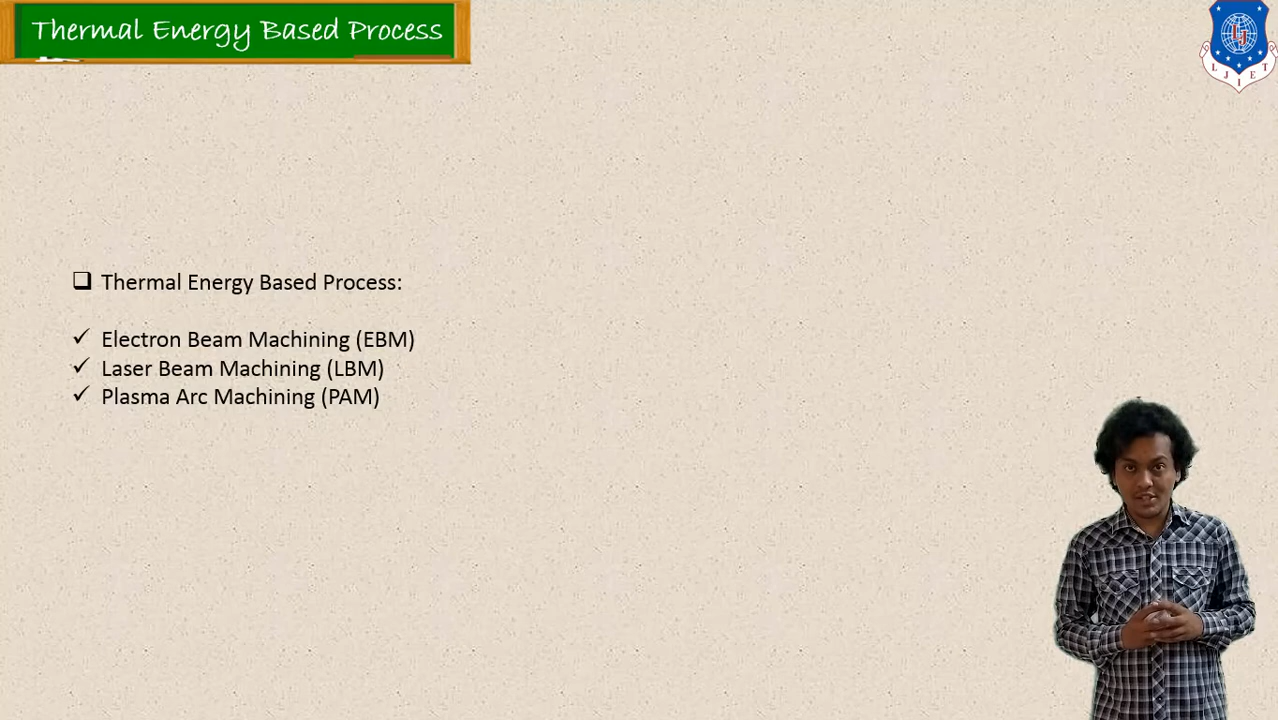 Thermal Energy Based Process
LJ
L J I E T
Thermal Energy Based Process:
Electron Beam Machining (EBM)
Laser Beam Machining (LBM)
Plasma Arc Machining (PAM)